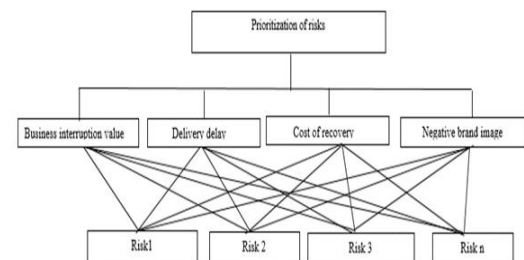 Prioritization of risks
Business interruption value
Delivery delay
Cost of recovery
Negative brand image
Risk1
Risk 2
Risk 3
Risk n